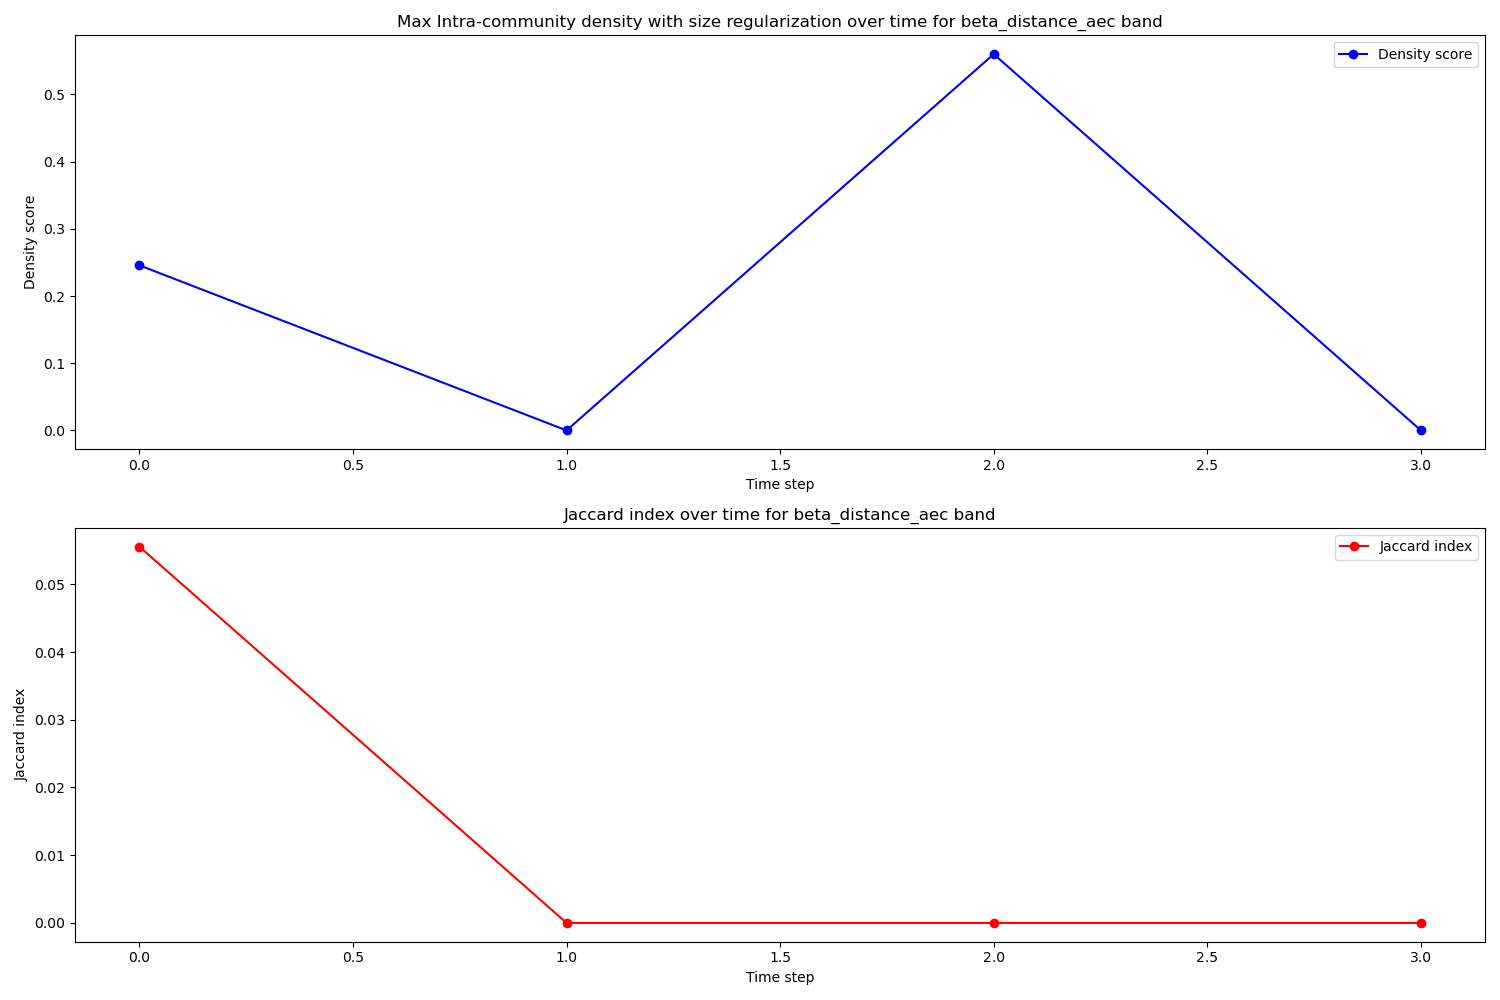 Max Intra-community density with size regularization over time for beta_distance_aec band
Density score
Density score
0.5
0.4
0.3
0.2
0.1
0.0
0.0 0.5 1.0 1.5 2.0 2.5 3.0
Time step
Jaccard index over time for beta_distance_aec band
Jaccard index
Jaccard index
0.05
0.04
0.03
0.02
0.01
0.00
0.0 0.5 1.0 1.5 2.0 2.5 3.0
Time step